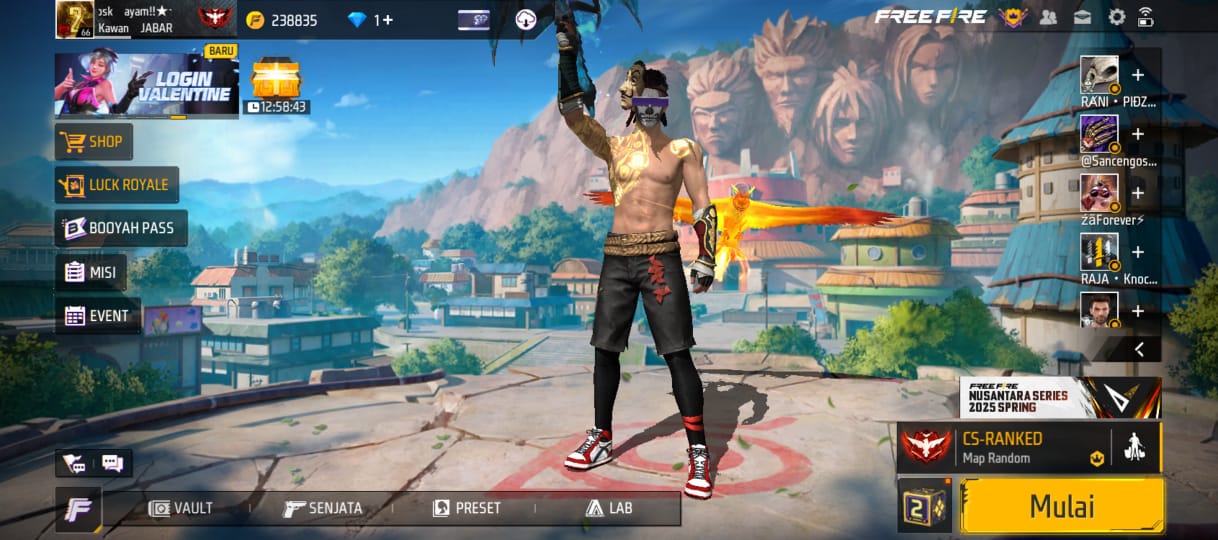 ɔsk ayam!!★
Kawan JABAR
66
238835
1+
FREE FIRE
BARU
LOGIN
VALENTINE
12:58:43
SHOP
LUCK ROYALE
BOOYAH PASS
MISI
EVENT
RANI • PIDZ...
@Sancengos...
żäForever⚡
RAJA • Knoc...
FREE FIRE
NUSANTARA SERIES
2025 SPRING
CS-RANKED
Map Random
VAULT
SENJATA
PRESET
LAB
2
Mulai